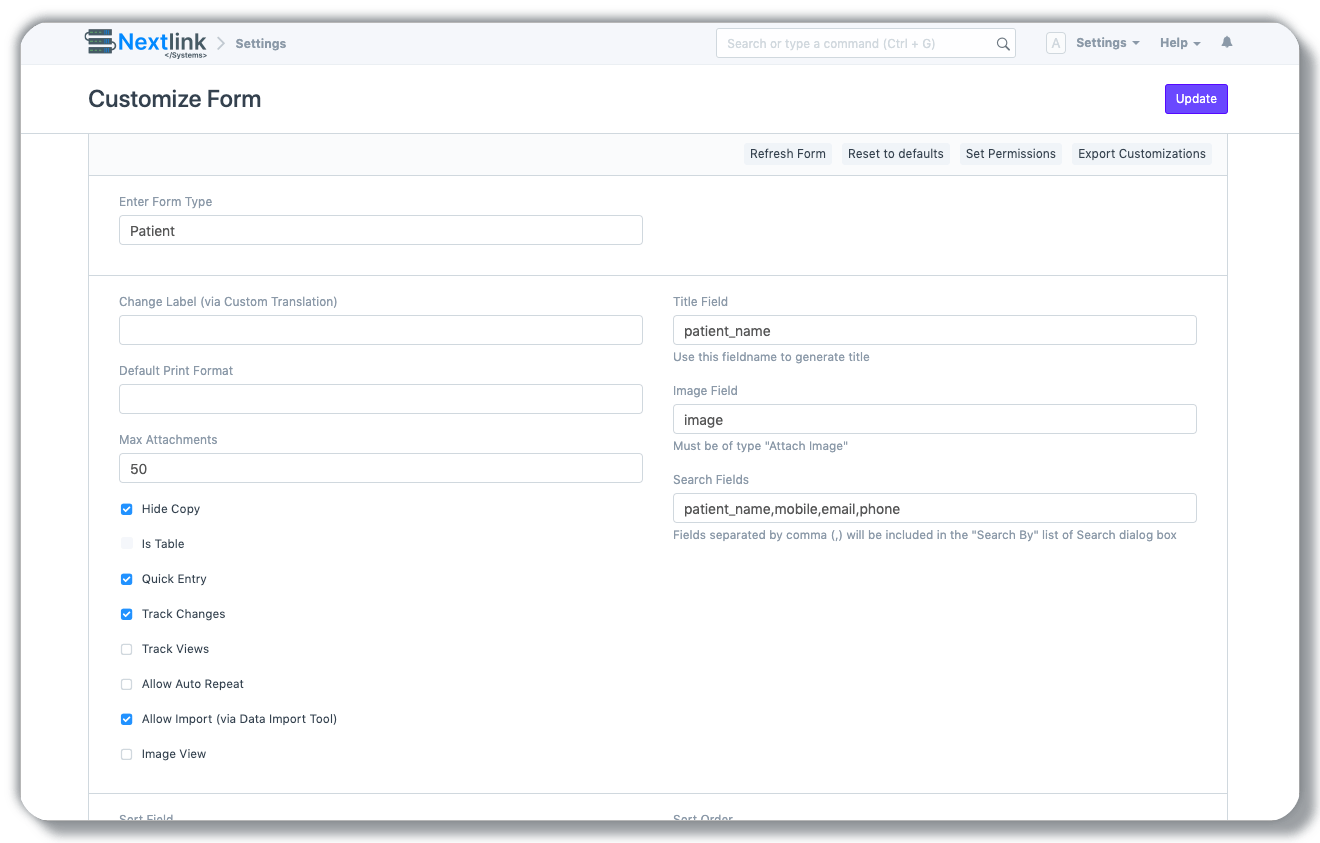 Nextlink
</Systems>
Settings
Search or type a command (Ctrl + G)
A
Settings
Help
Customize Form
Update
Refresh Form
Reset to defaults
Set Permissions
Export Customizations
Enter Form Type
Patient
Change Label (via Custom Translation)
Default Print Format
Max Attachments
50
Hide Copy
Is Table
Quick Entry
Track Changes
Track Views
Allow Auto Repeat
Allow Import (via Data Import Tool)
Image View
Title Field
patient_name
Use this fieldname to generate title
Image Field
image
Must be of type "Attach Image"
Search Fields
patient_name,mobile,email,phone
Fields separated by comma (,) will be included in the "Search By" list of Search dialog box
Sort Field
Sort Order